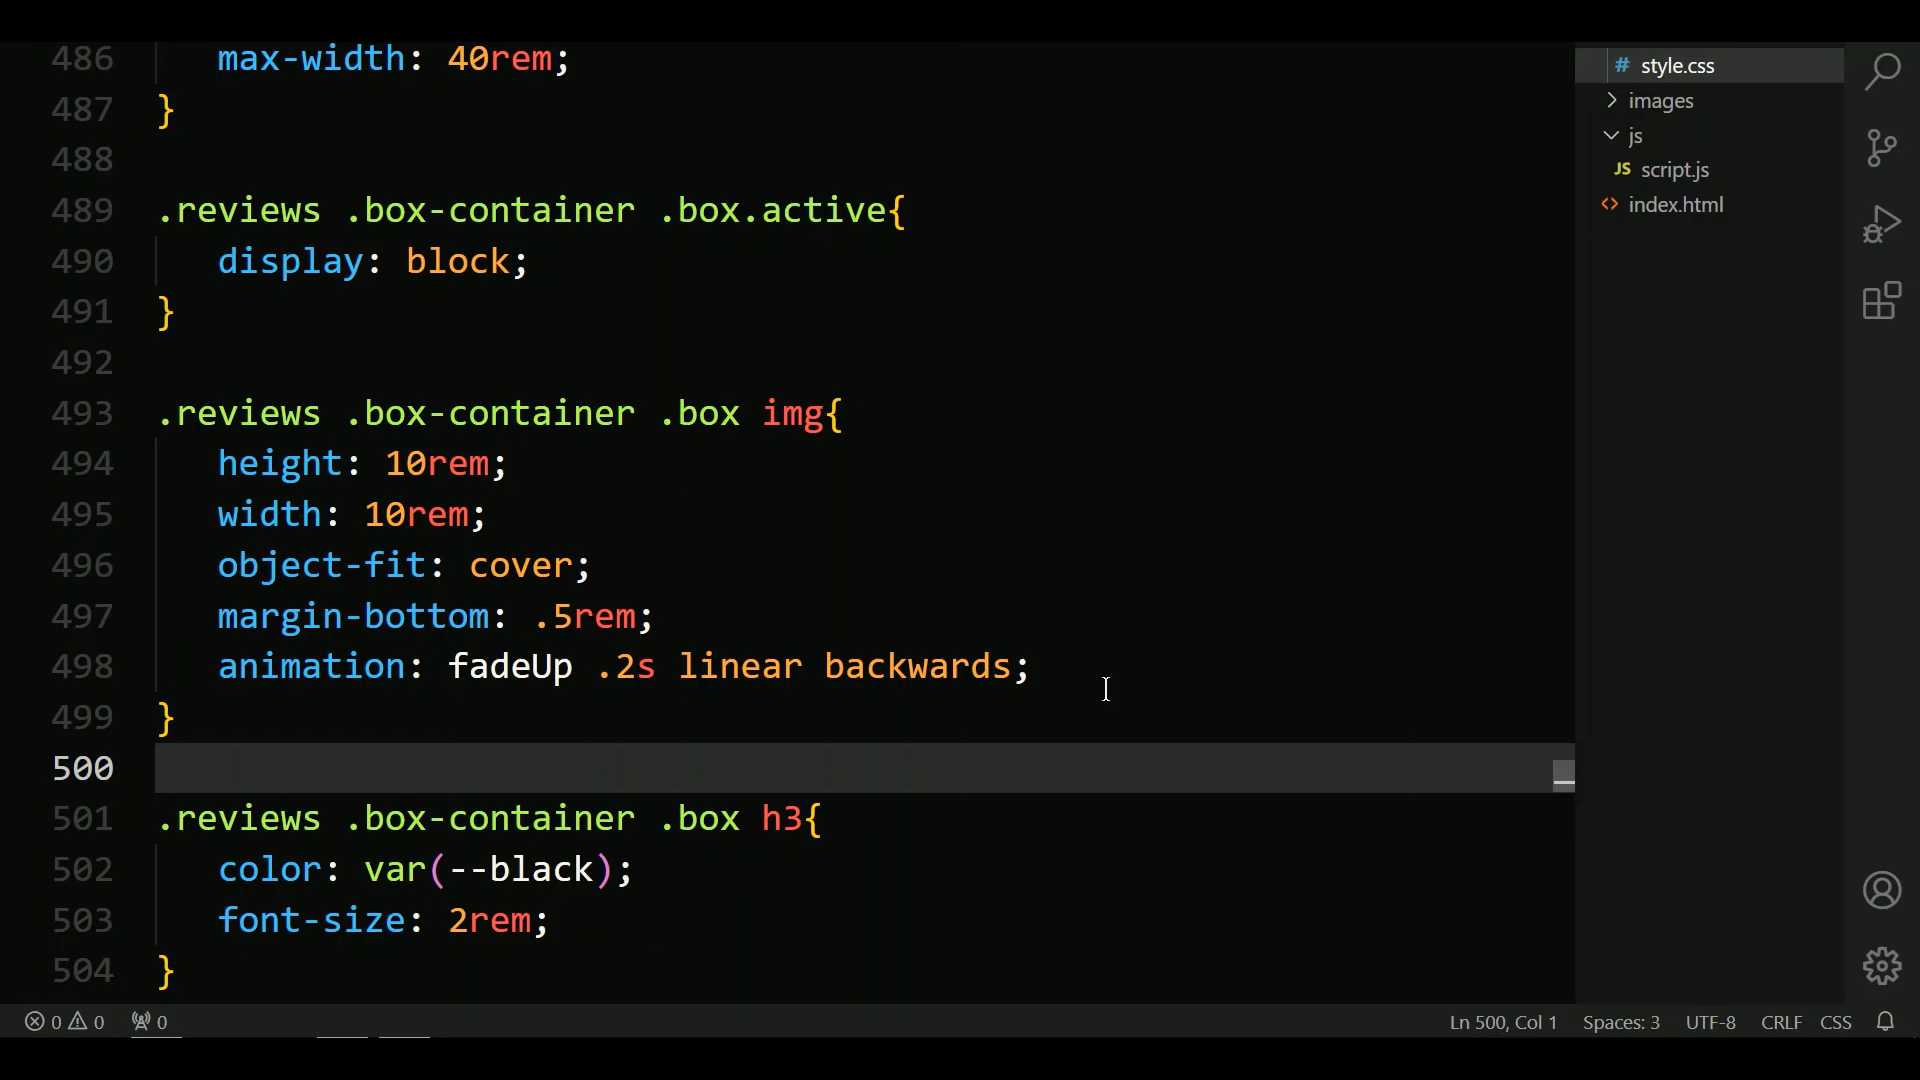 486 max-width: 40rem;
487 }
488
489 .reviews .box-container .box.active{
490 display: block;
491 }
492
493 .reviews .box-container .box img{
494 height: 10rem;
495 width: 10rem;
496 object-fit: cover;
497 margin-bottom: .5rem;
498 animation: fadeUp .2s linear backwards;
499 }
500
501 .reviews .box-container .box h3{
502 color: var(--black);
503 font-size: 2rem;
504 }
# style.css
images
js
JS script.js
index.html
0 0 0 Ln 500, Col 1 Spaces: 3 UTF-8 CRLF CSS